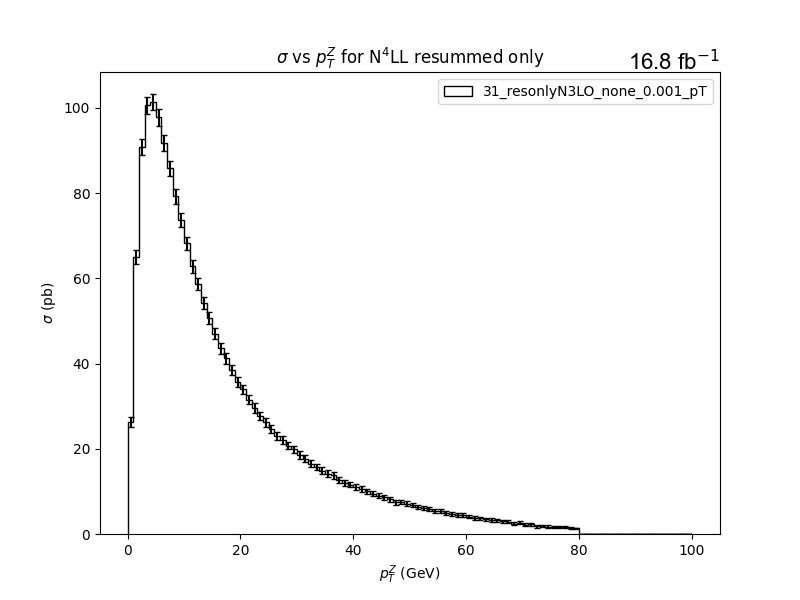 σ vs p_T^Z for N⁴LL resummed only
16.8 fb⁻¹
31_resonlyN3LO_none_0.001_pT
100
80
60
40
20
0
σ (pb)
0 20 40 60 80 100
p_T^Z (GeV)